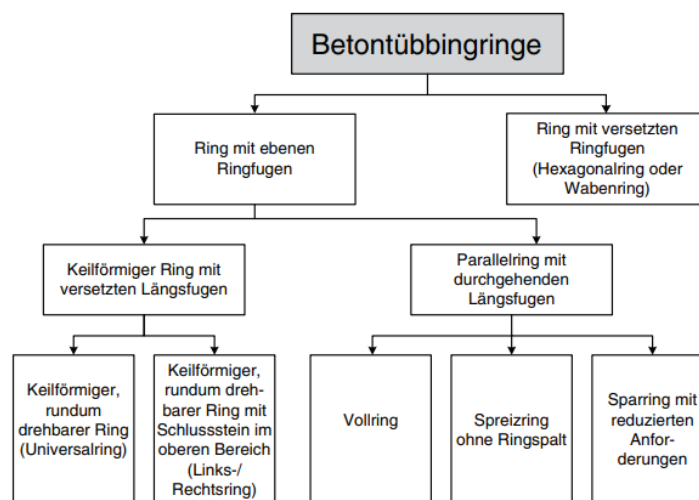 Betontübbingringe
Ring mit ebenen
Ringfugen
Ring mit versetzten
Ringfugen
(Hexagonalring oder
Wabenring)
Keilförmiger Ring mit
versetzten Längsfugen
Parallelring mit
durchgehenden
Längsfugen
Keilförmiger,
rundum
drehbarer Ring
(Universalring)
Keilförmiger,
rundum dreh-
barer Ring mit
Schlussstein im
oberen Bereich
(Links-/
Rechtsring)
Vollring
Spreizring
ohne Ringspalt
Sparring mit
reduzierten
Anfor-
derungen